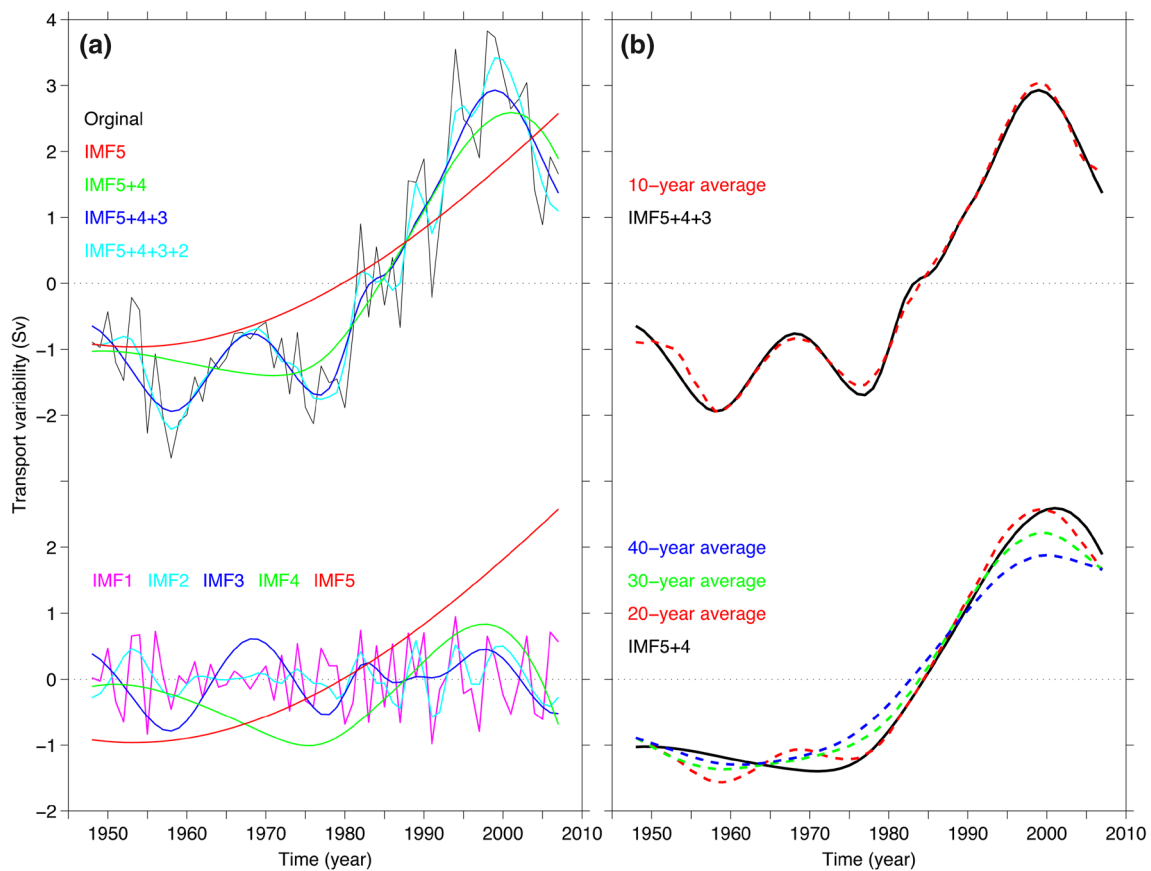 (a)
(b)
4
3
2
1
0
−1
−2
2
1
0
−1
−2
Transport variability (Sv)
Orginal
IMF5
IMF5+4
IMF5+4+3
IMF5+4+3+2
IMF1 IMF2 IMF3 IMF4 IMF5
1950 1960 1970 1980 1990 2000 2010
Time (year)
10−year average
IMF5+4+3
40−year average
30−year average
20−year average
IMF5+4
1950 1960 1970 1980 1990 2000 2010
Time (year)